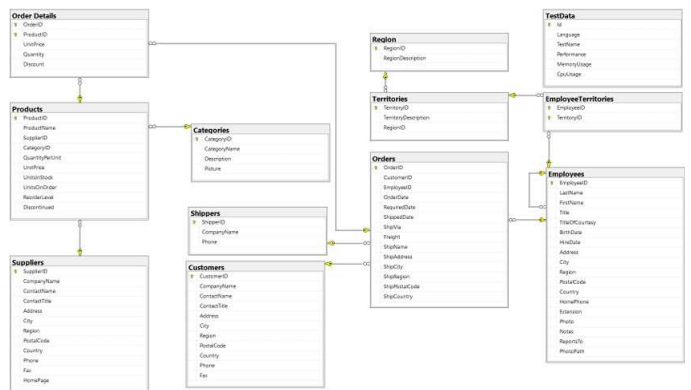 Order Details
OrderID
ProductID
UnitPrice
Quantity
Discount
Products
ProductID
ProductName
SupplierID
CategoryID
QuantityPerUnit
UnitPrice
UnitsInStock
UnitsOnOrder
ReorderLevel
Discontinued
Suppliers
SupplierID
CompanyName
ContactName
ContactTitle
Address
City
Region
PostalCode
Country
Phone
Fax
HomePage
Categories
CategoryID
CategoryName
Description
Picture
Shippers
ShipperID
CompanyName
Phone
Customers
CustomerID
CompanyName
ContactName
ContactTitle
Address
City
Region
PostalCode
Country
Phone
Fax
Region
RegionID
RegionDescription
Territories
TerritoryID
TerritoryDescription
RegionID
Orders
OrderID
CustomerID
EmployeeID
OrderDate
RequiredDate
ShippedDate
ShipVia
Freight
ShipName
ShipAddress
ShipCity
ShipRegion
ShipPostalCode
ShipCountry
TestData
Id
Language
TestName
Performance
MemoryUsage
CpuUsage
EmployeeTerritories
EmployeeID
TerritoryID
Employees
EmployeeID
LastName
FirstName
Title
TitleOfCourtesy
BirthDate
HireDate
Address
City
Region
PostalCode
Country
HomePhone
Extension
Photo
Notes
ReportsTo
PhotoPath